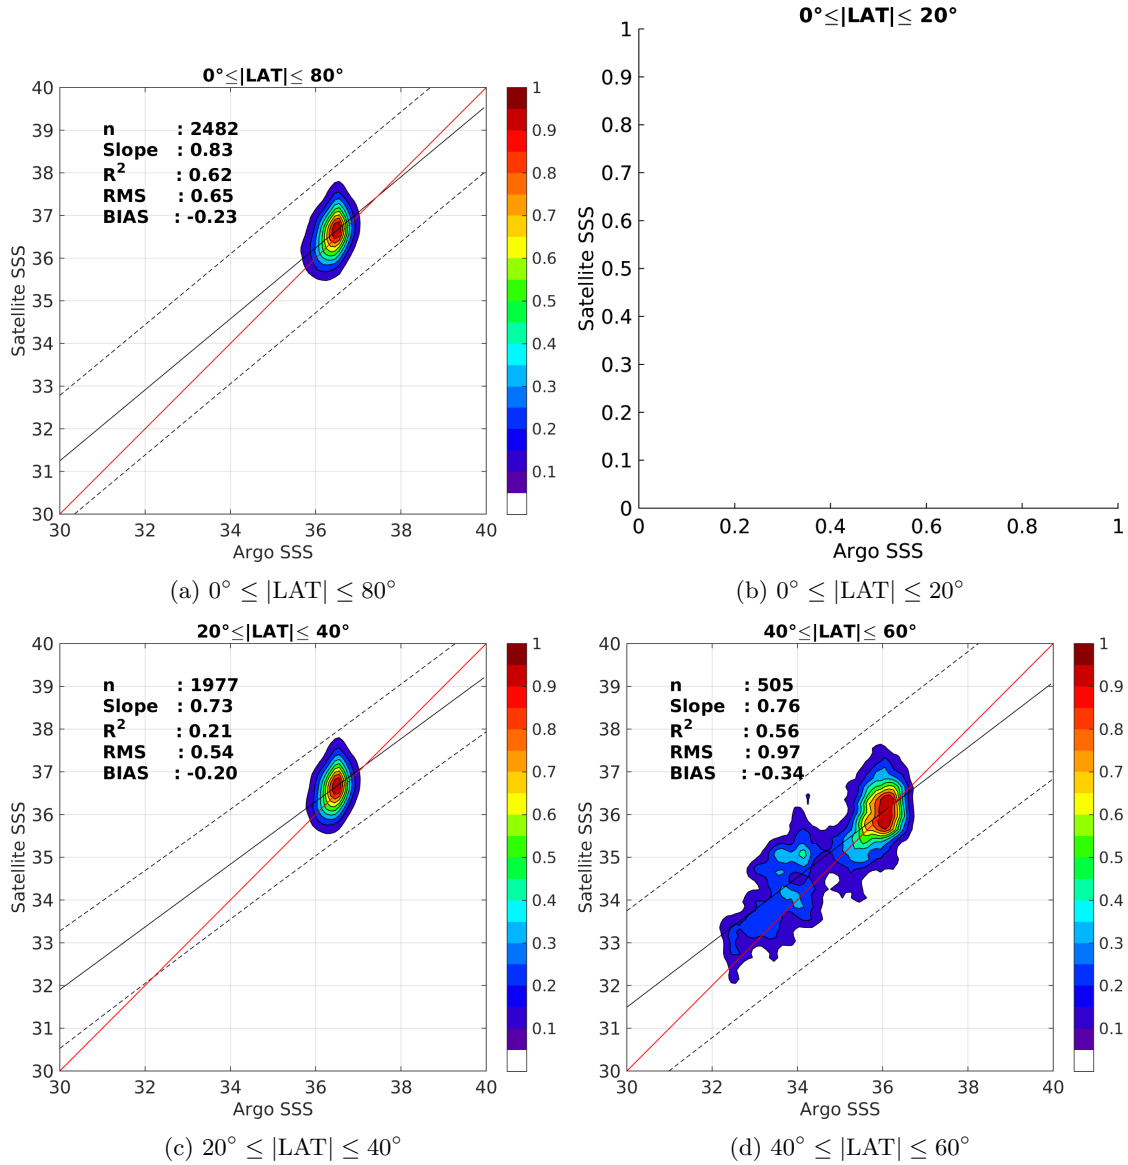 0°≤|LAT|≤ 80°
40
39
38
37
36
35
34
33
32
31
30
30 32 34 36 38 40
Satellite SSS
Argo SSS
n : 2482
Slope : 0.83
R² : 0.62
RMS : 0.65
BIAS : -0.23
1
0.9
0.8
0.7
0.6
0.5
0.4
0.3
0.2
0.1
(a) 0° ≤ |LAT| ≤ 80°
0°≤|LAT|≤ 20°
1
0.9
0.8
0.7
0.6
0.5
0.4
0.3
0.2
0.1
0
0 0.2 0.4 0.6 0.8 1
Satellite SSS
Argo SSS
(b) 0° ≤ |LAT| ≤ 20°
20°≤|LAT|≤ 40°
40
39
38
37
36
35
34
33
32
31
30
30 32 34 36 38 40
Satellite SSS
Argo SSS
n : 1977
Slope : 0.73
R² : 0.21
RMS : 0.54
BIAS : -0.20
1
0.9
0.8
0.7
0.6
0.5
0.4
0.3
0.2
0.1
(c) 20° ≤ |LAT| ≤ 40°
40°≤|LAT|≤ 60°
40
39
38
37
36
35
34
33
32
31
30
30 32 34 36 38 40
Satellite SSS
Argo SSS
n : 505
Slope : 0.76
R² : 0.56
RMS : 0.97
BIAS : -0.34
1
0.9
0.8
0.7
0.6
0.5
0.4
0.3
0.2
0.1
(d) 40° ≤ |LAT| ≤ 60°